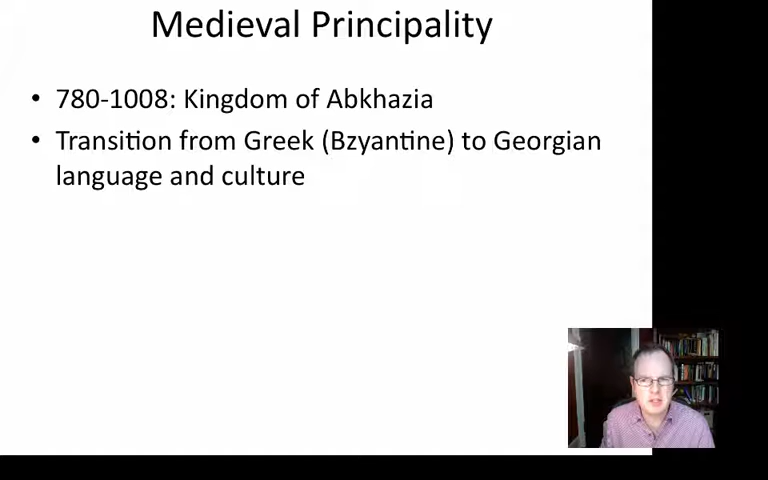 Medieval Principality
• 780-1008: Kingdom of Abkhazia
• Transition from Greek (Bzyantine) to Georgian
language and culture